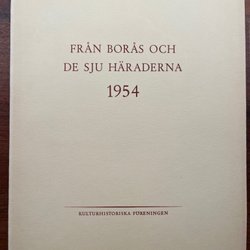 FRÅN BORÅS OCH
DE SJU HÄRADERNA
1954
KULTURHISTORISKA FÖRENINGEN